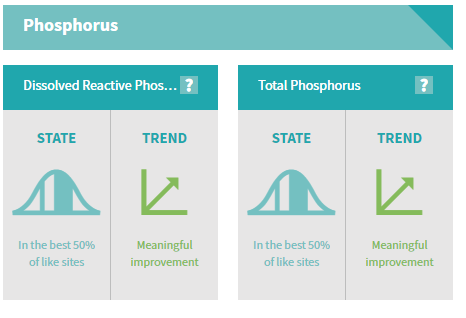 Phosphorus
Dissolved Reactive Phos... ?
Total Phosphorus ?
STATE
TREND
STATE
TREND
In the best 50%
of like sites
Meaningful
improvement
In the best 50%
of like sites
Meaningful
improvement